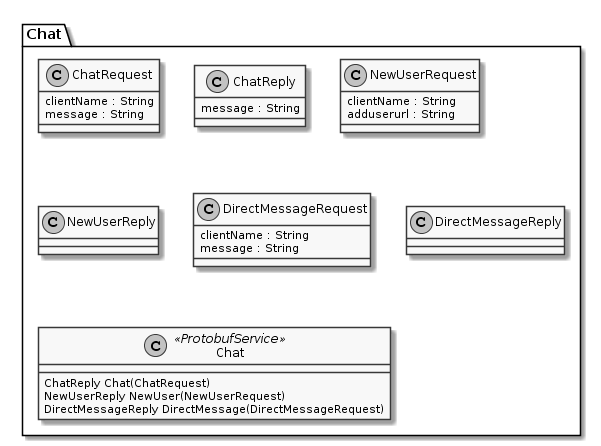 Chat
C ChatRequest
clientName : String
message : String
C ChatReply
message : String
C NewUserRequest
clientName : String
adduserurl : String
C NewUserReply
C DirectMessageRequest
clientName : String
message : String
C DirectMessageReply
C «ProtobufService»
Chat
ChatReply Chat(ChatRequest)
NewUserReply NewUser(NewUserRequest)
DirectMessageReply DirectMessage(DirectMessageRequest)